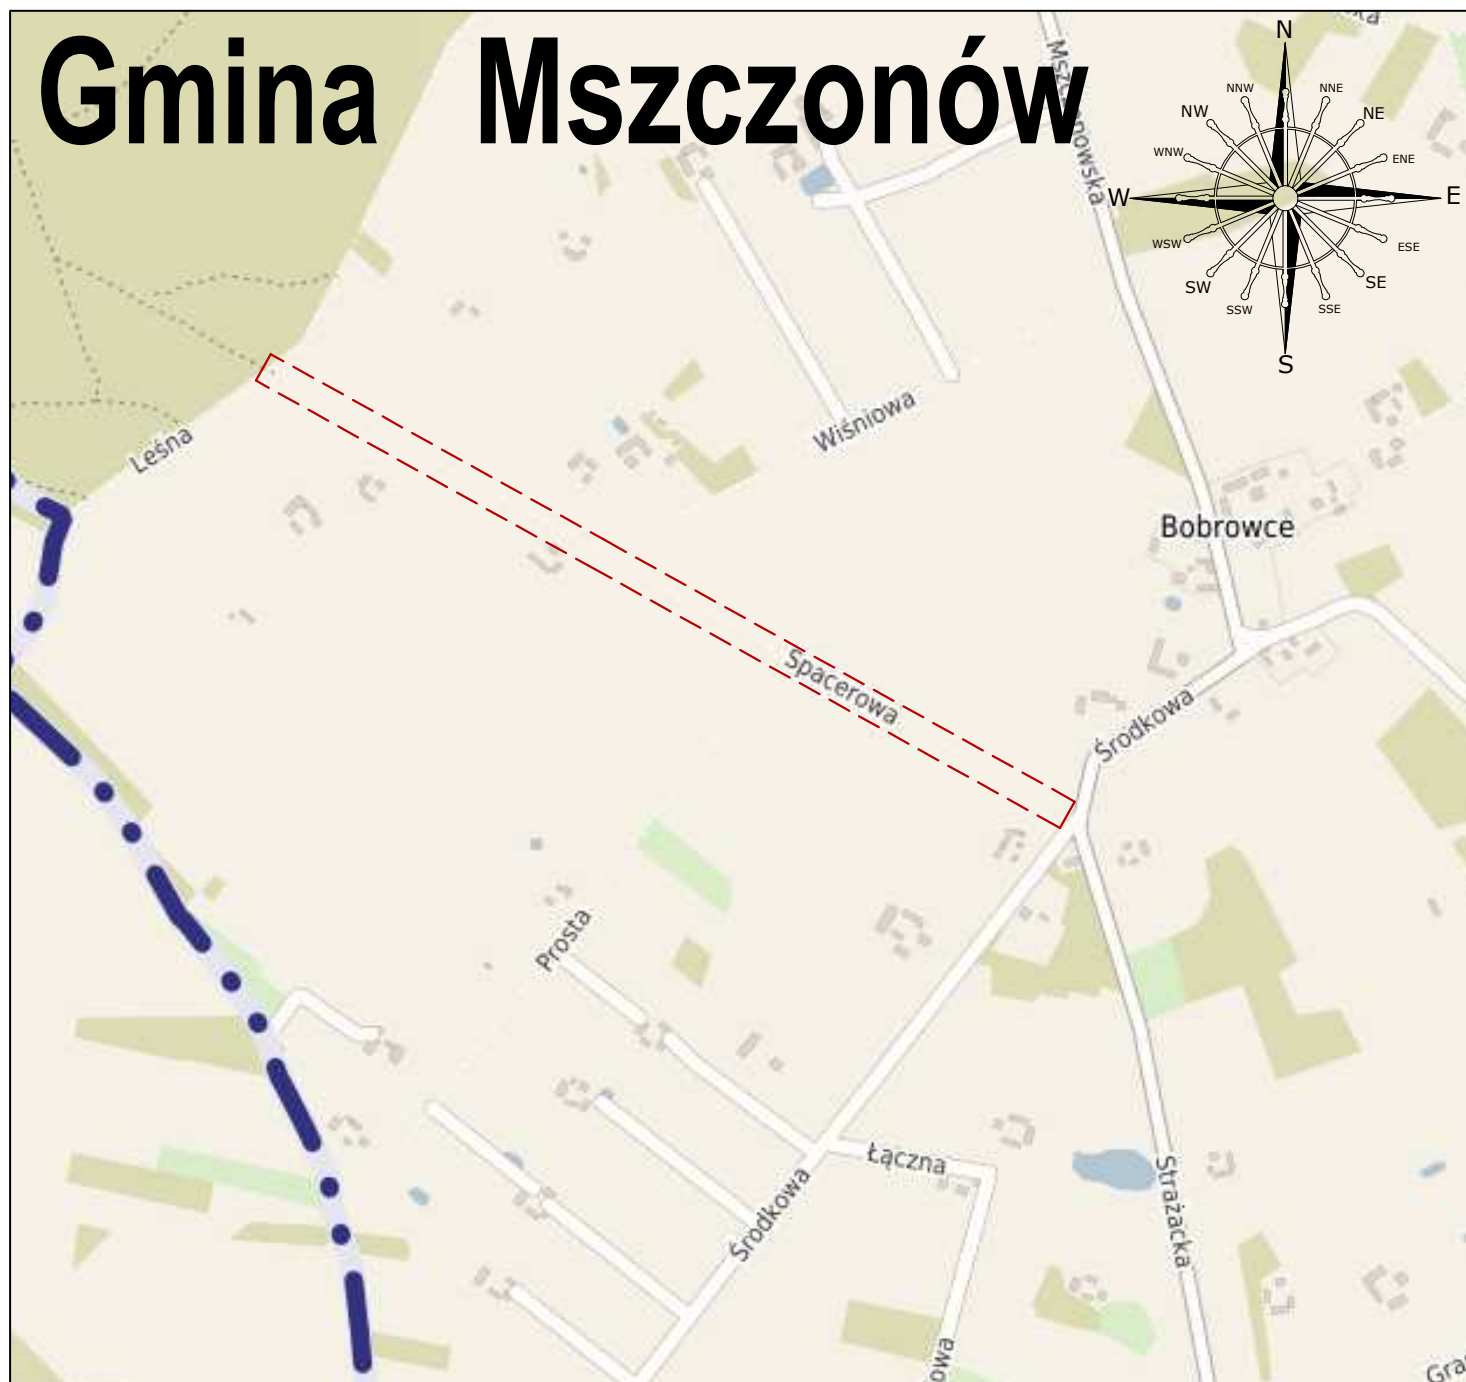 Gmina Mszczonów
Mszczonowska
N
NNW
NNE
NW
NE
WNW
ENE
W
E
WSW
ESE
SW
SE
SSW
SSE
S
Wiśniowa
Leśna
Bobrowce
Spacerowa
Środkowa
Prosta
Łączna
Środkowa
Strażacka